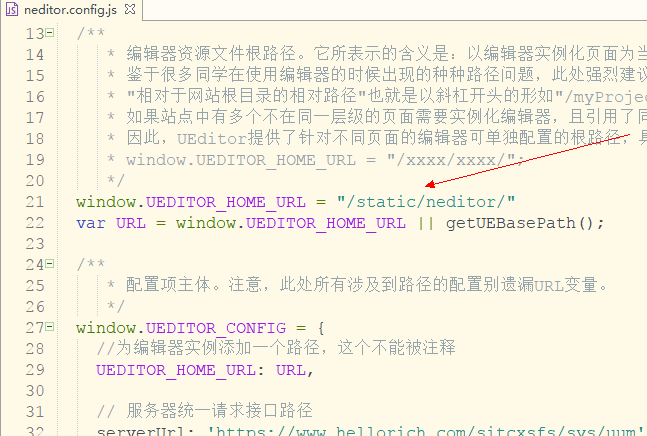 neditor.config.js
13 /**
14 * 编辑器资源文件根路径。它所表示的含义是：以编辑器实例化页面为当
15 * 鉴于很多同学在使用编辑器的时候出现的种种路径问题，此处强烈建议
16 * "相对于网站根目录的相对路径"也就是以斜杠开头的形如"/myProjec
17 * 如果站点中有多个不在同一层级的页面需要实例化编辑器，且引用了同
18 * 因此，UEditor提供了针对不同页面的编辑器可单独配置的根路径，具
19 * window.UEDITOR_HOME_URL = "/xxxx/xxxx/";
20 */
21 window.UEDITOR_HOME_URL = "/static/neditor/"
22 var URL = window.UEDITOR_HOME_URL || getUEBasePath();
23
24 /**
25 * 配置项主体。注意，此处所有涉及到路径的配置别遗漏URL变量。
26 */
27 window.UEDITOR_CONFIG = {
28 //为编辑器实例添加一个路径，这个不能被注释
29 UEDITOR_HOME_URL: URL,
30
31 // 服务器统一请求接口路径
32 serverUrl: 'https://www.hellorich.com/sitcxsfs/sys/uum'